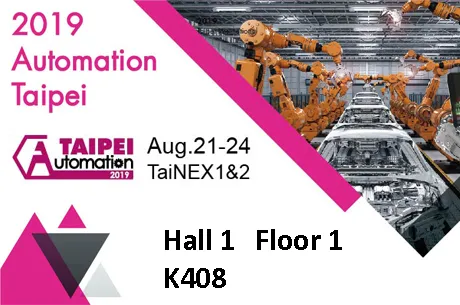 2019
Automation
Taipei
TAIPEI
Automation
2019
Aug.21-24
TaiNEX1&2
Hall 1 Floor 1
K408